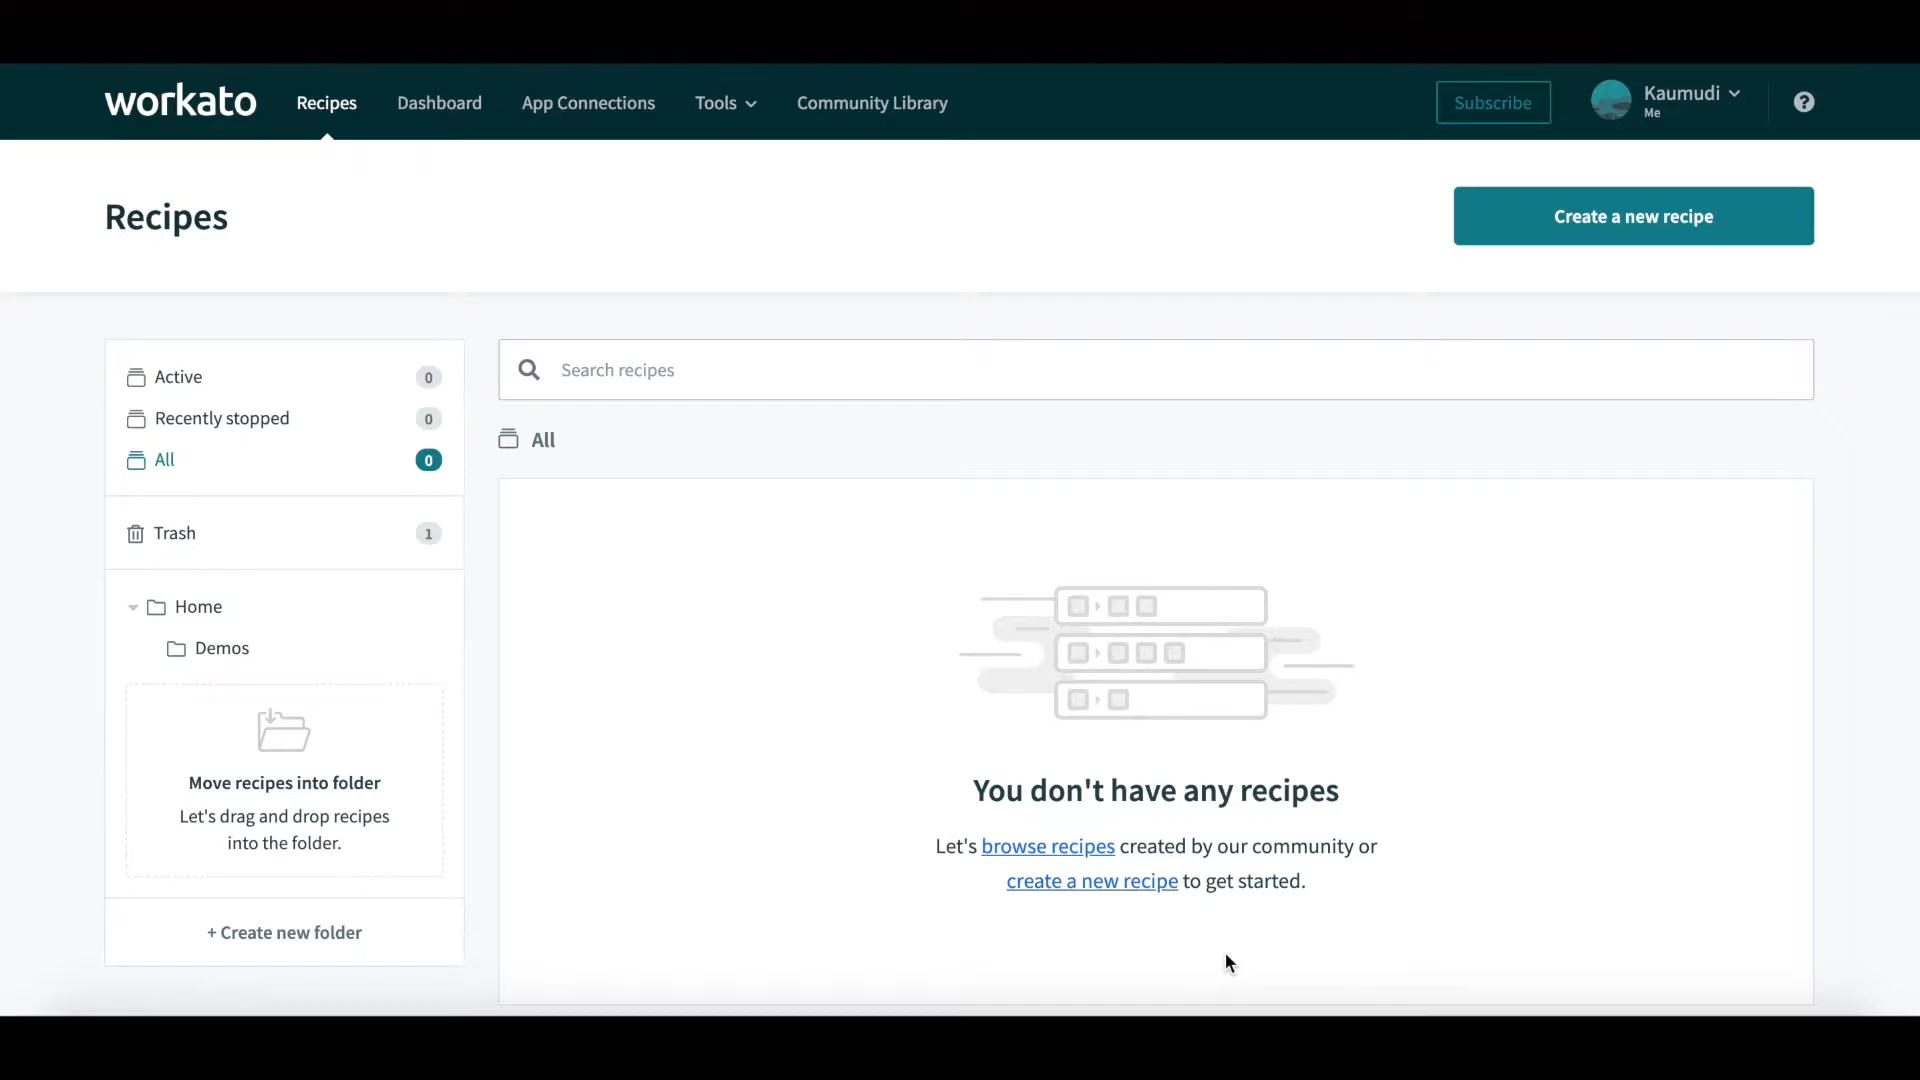 workato
Recipes
Dashboard
App Connections
Tools
Community Library
Subscribe
Kaumudi
Me
?
Recipes
Create a new recipe
Active 0
Recently stopped 0
All 0
Trash 1
Home
Demos
Move recipes into folder
Let's drag and drop recipes
into the folder.
+ Create new folder
Search recipes
All
You don't have any recipes
Let's browse recipes created by our community or
create a new recipe to get started.